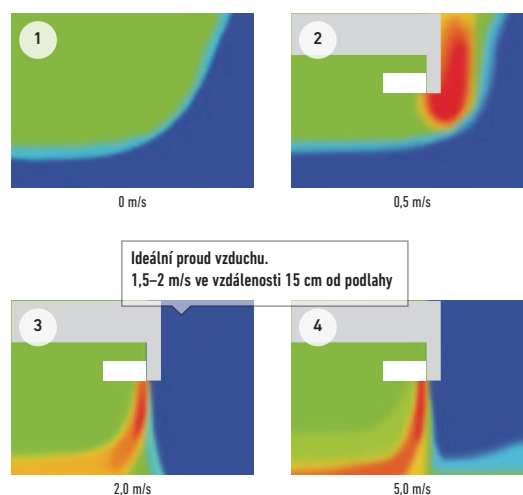 1
2
0 m/s
0,5 m/s
Ideální proud vzduchu.
1,5–2 m/s ve vzdálenosti 15 cm od podlahy
3
4
2,0 m/s
5,0 m/s